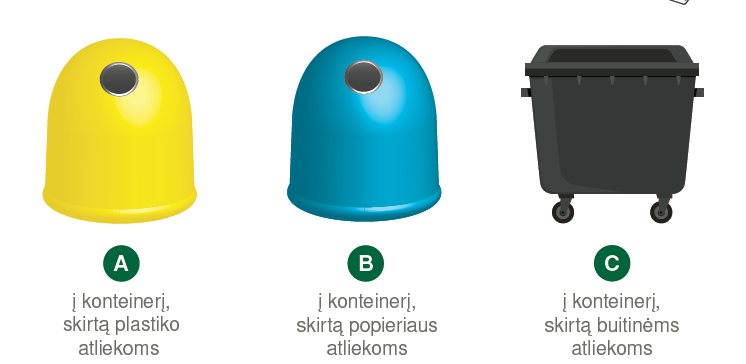 A
į konteinerį,
skirtą plastiko
atliekoms
B
į konteinerį,
skirtą popieriaus
atliekoms
C
į konteinerį,
skirtą buitinėms
atliekoms